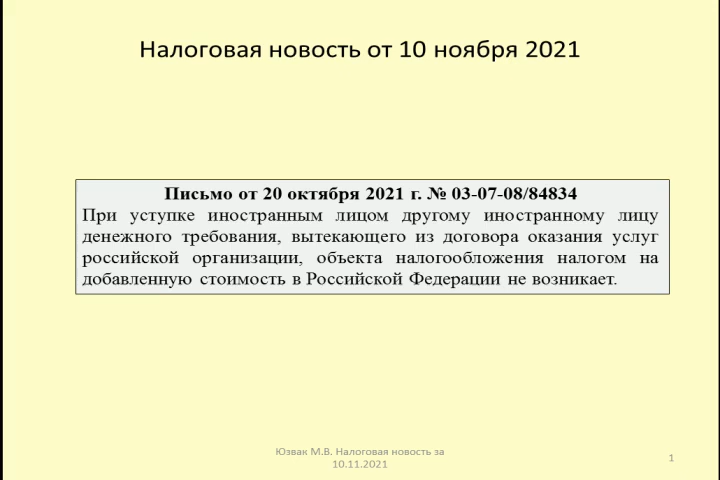 Налоговая новость от 10 ноября 2021
Письмо от 20 октября 2021 г. № 03-07-08/84834
При уступке иностранным лицом другому иностранному лицу
денежного требования, вытекающего из договора оказания услуг
российской организации, объекта налогообложения налогом на
добавленную стоимость в Российской Федерации не возникает.
Юзвак М.В. Налоговая новость за
10.11.2021
1